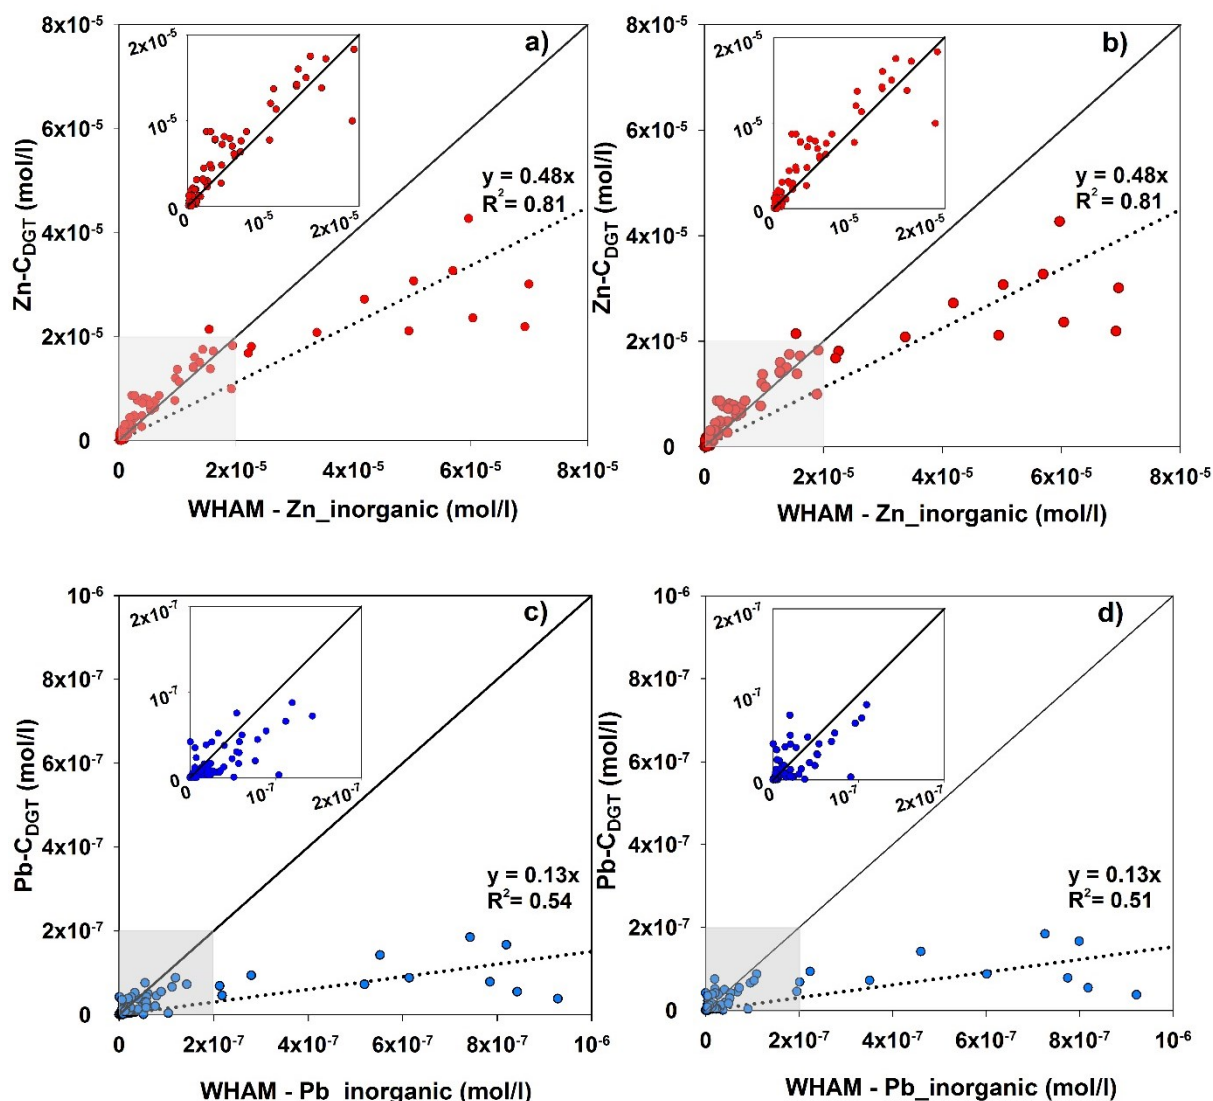 a)
Zn-C_DGT (mol/l)
8x10⁻⁵
6x10⁻⁵
4x10⁻⁵
2x10⁻⁵
0
2x10⁻⁵
10⁻⁵
0
0
10⁻⁵
2x10⁻⁵
y = 0.48x
R² = 0.81
0
2x10⁻⁵
4x10⁻⁵
6x10⁻⁵
8x10⁻⁵
WHAM - Zn_inorganic (mol/l)
b)
Zn-C_DGT (mol/l)
8x10⁻⁵
6x10⁻⁵
4x10⁻⁵
2x10⁻⁵
0
2x10⁻⁵
10⁻⁵
0
0
10⁻⁵
2x10⁻⁵
y = 0.48x
R² = 0.81
0
2x10⁻⁵
4x10⁻⁵
6x10⁻⁵
8x10⁻⁵
WHAM - Zn_inorganic (mol/l)
c)
Pb-C_DGT (mol/l)
10⁻⁶
8x10⁻⁷
6x10⁻⁷
4x10⁻⁷
2x10⁻⁷
0
2x10⁻⁷
10⁻⁷
0
0
10⁻⁷
2x10⁻⁷
y = 0.13x
R² = 0.54
0
2x10⁻⁷
4x10⁻⁷
6x10⁻⁷
8x10⁻⁷
10⁻⁶
WHAM - Pb_inorganic (mol/l)
d)
Pb-C_DGT (mol/l)
10⁻⁶
8x10⁻⁷
6x10⁻⁷
4x10⁻⁷
2x10⁻⁷
0
2x10⁻⁷
10⁻⁷
0
0
10⁻⁷
2x10⁻⁷
y = 0.13x
R² = 0.51
0
2x10⁻⁷
4x10⁻⁷
6x10⁻⁷
8x10⁻⁷
10⁻⁶
WHAM - Pb_inorganic (mol/l)